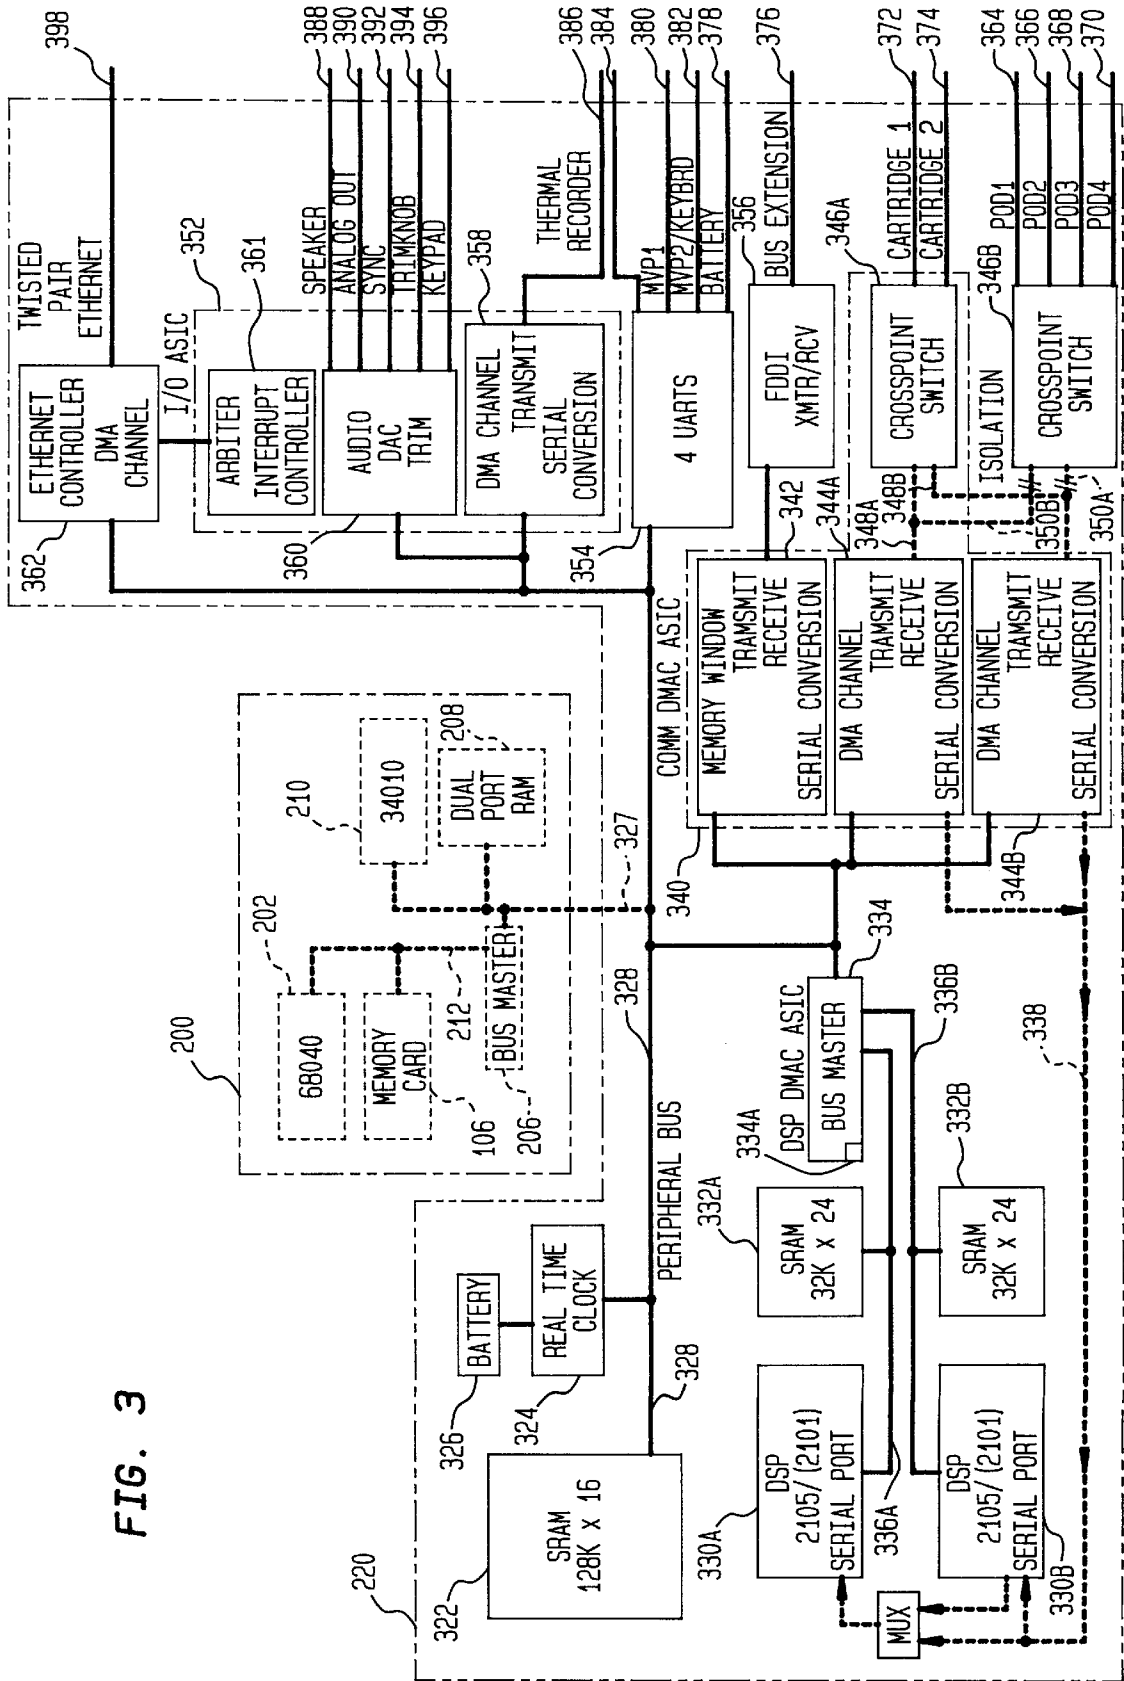 FIG. 3
220
322
SRAM
128K x 16
326
BATTERY
324
REAL TIME
CLOCK
328
PERIPHERAL BUS
328
200
202
68040
MEMORY
CARD
106
212
BUS MASTER
206
210
34010
208
DUAL
PORT
RAM
327
330A
DSP
2105/(2101)
SERIAL PORT
336A
DSP
2105/(2101)
SERIAL PORT
330B
MUX
332A
SRAM
32K x 24
332B
SRAM
32K x 24
334A
DSP DMAC ASIC
BUS MASTER
334
336B
338
340
COMM DMAC ASIC
MEMORY WINDOW
TRAMSMIT
RECEIVE
SERIAL CONVERSION
342
DMA CHANNEL
TRANSMIT
RECEIVE
SERIAL CONVERSION
344A
DMA CHANNEL
TRANSMIT
RECEIVE
SERIAL CONVERSION
344B
348A
348B
350B
350A
ISOLATION
346A
CROSSPOINT
SWITCH
346B
CROSSPOINT
SWITCH
356
FDDI
XMTR/RCV
354
4 UARTS
362
ETHERNET
CONTROLLER
DMA
CHANNEL
TWISTED
PAIR
ETHERNET
I/O ASIC
352
361
ARBITER
INTERRUPT
CONTROLLER
360
AUDIO
DAC
TRIM
358
DMA CHANNEL
TRANSMIT
SERIAL
CONVERSION
SPEAKER
ANALOG OUT
SYNC
TRIMKNOB
KEYPAD
THERMAL
RECORDER
MVP1
MVP2/KEYBRD
BATTERY
BUS EXTENSION
CARTRIDGE 1
CARTRIDGE 2
POD1
POD2
POD3
POD4
398
388
390
392
394
396
386
384
380
382
378
376
372
374
364
366
368
370